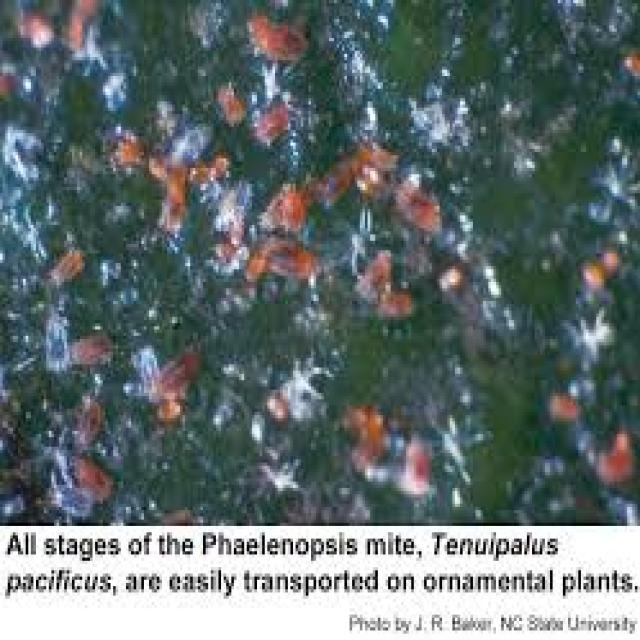 All stages of the Phaelenopsis mite, Tenuipalus
pacificus, are easily transported on ornamental plants.
Photo by J. R. Baker, NC State University